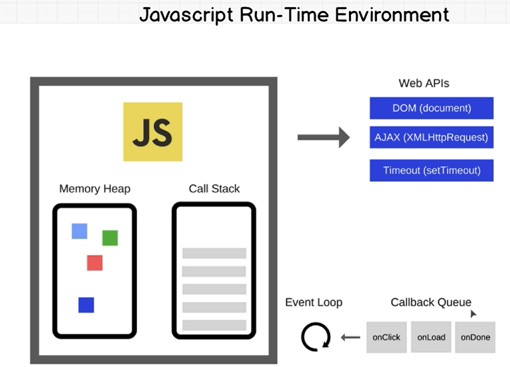 Javascript Run-Time Environment
JS
Memory Heap
Call Stack
Web APIs
DOM (document)
AJAX (XMLHttpRequest)
Timeout (setTimeout)
Event Loop
Callback Queue
onClick
onLoad
onDone